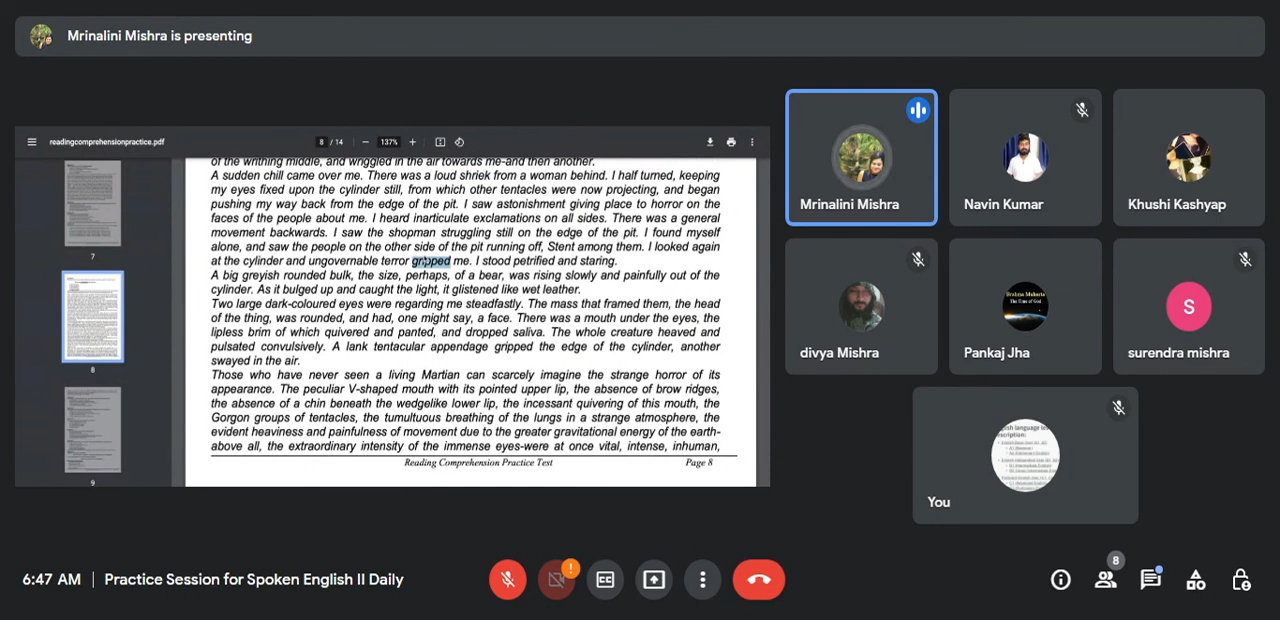 Mrinalini Mishra is presenting
readingcomprehensionpractice.pdf
8 / 14
137%
7
8
9
of the writhing middle, and wriggled in the air towards me-and then another.
A sudden chill came over me. There was a loud shriek from a woman behind. I half turned, keeping
my eyes fixed upon the cylinder still, from which other tentacles were now projecting, and began
pushing my way back from the edge of the pit. I saw astonishment giving place to horror on the
faces of the people about me. I heard inarticulate exclamations on all sides. There was a general
movement backwards. I saw the shopman struggling still on the edge of the pit. I found myself
alone, and saw the people on the other side of the pit running off, Stent among them. I looked again
at the cylinder and ungovernable terror gripped me. I stood petrified and staring.
A big greyish rounded bulk, the size, perhaps, of a bear, was rising slowly and painfully out of the
cylinder. As it bulged up and caught the light, it glistened like wet leather.
Two large dark-coloured eyes were regarding me steadfastly. The mass that framed them, the head
of the thing, was rounded, and had, one might say, a face. There was a mouth under the eyes, the
lipless brim of which quivered and panted, and dropped saliva. The whole creature heaved and
pulsated convulsively. A lank tentacular appendage gripped the edge of the cylinder, another
swayed in the air.
Those who have never seen a living Martian can scarcely imagine the strange horror of its
appearance. The peculiar V-shaped mouth with its pointed upper lip, the absence of brow ridges,
the absence of a chin beneath the wedgelike lower lip, the incessant quivering of this mouth, the
Gorgon groups of tentacles, the tumultuous breathing of the lungs in a strange atmosphere, the
evident heaviness and painfulness of movement due to the greater gravitational energy of the earth-
above all, the extraordinary intensity of the immense eyes-were at once vital, intense, inhuman,
Reading Comprehension Practice Test
Page 8
Mrinalini Mishra
Navin Kumar
Khushi Kashyap
divya Mishra
Pankaj Jha
S
surendra mishra
You
6:47 AM | Practice Session for Spoken English II Daily
!
CC
8